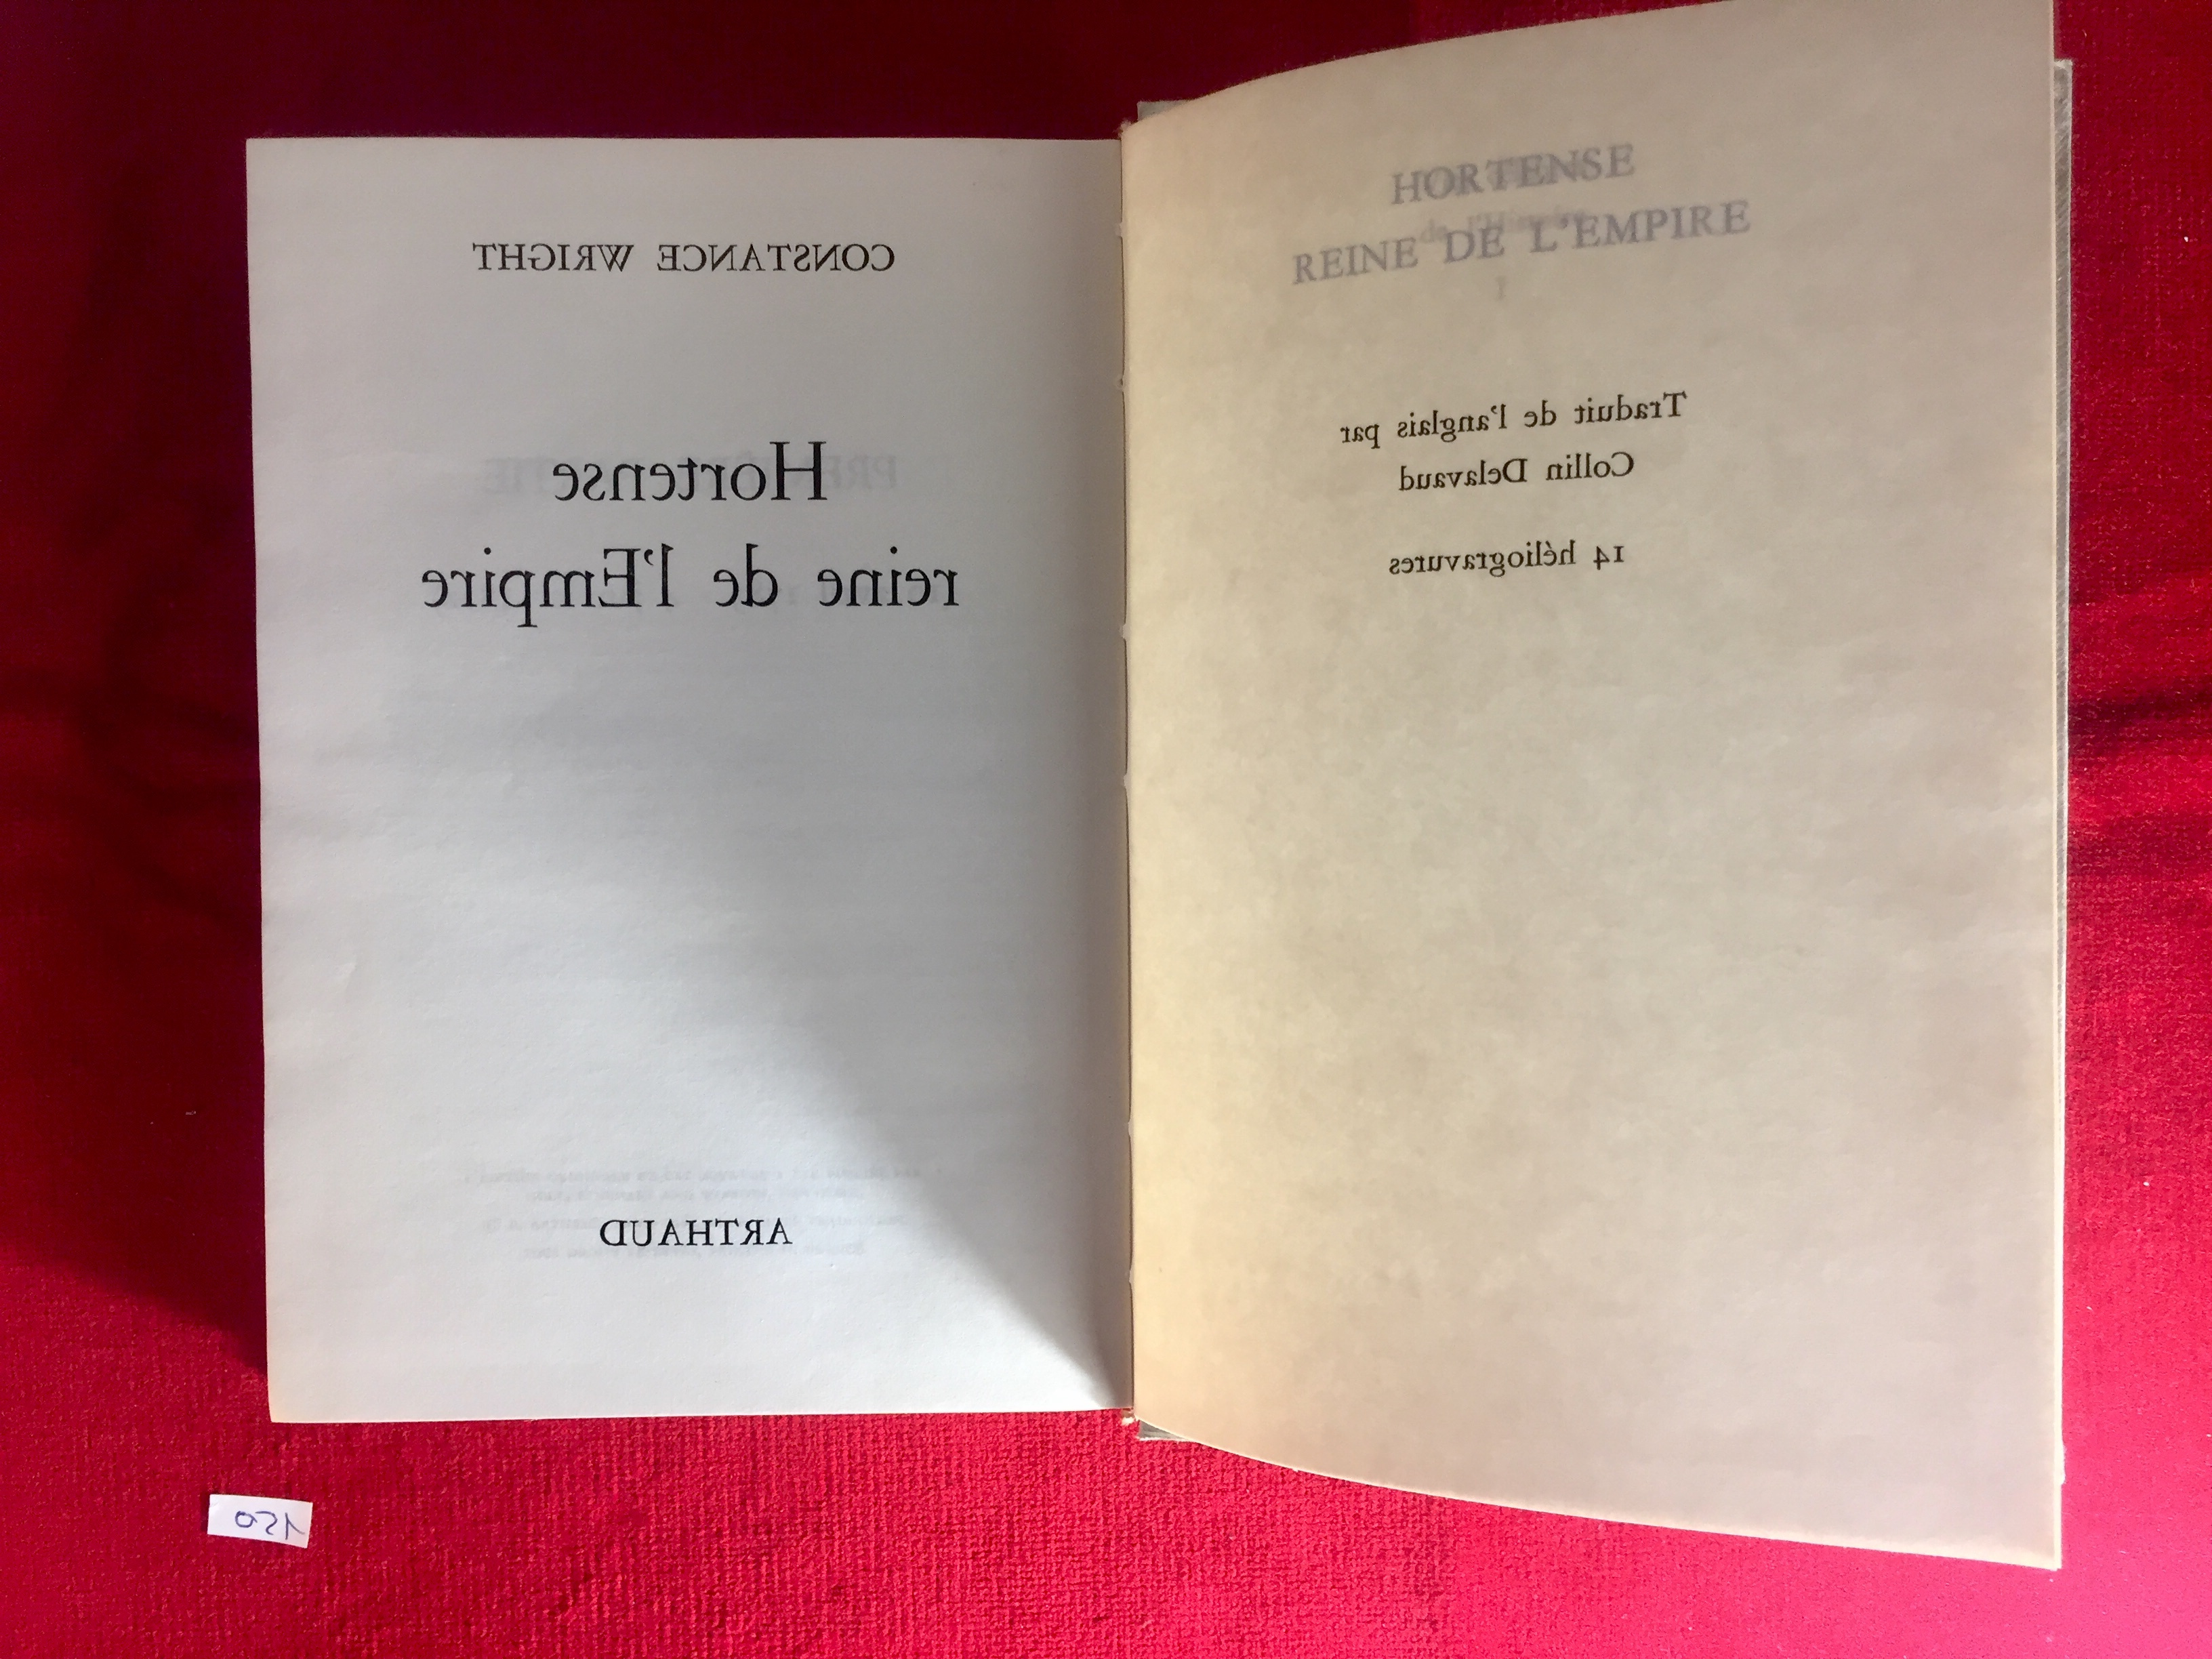 CONSTANCE WRIGHT
Hortense
reine de l'Empire
ARTHAUD
HORTENSE
REINE DE L'EMPIRE
I
Traduit de l'anglais par
Collin Delavaud
14 héliogravures